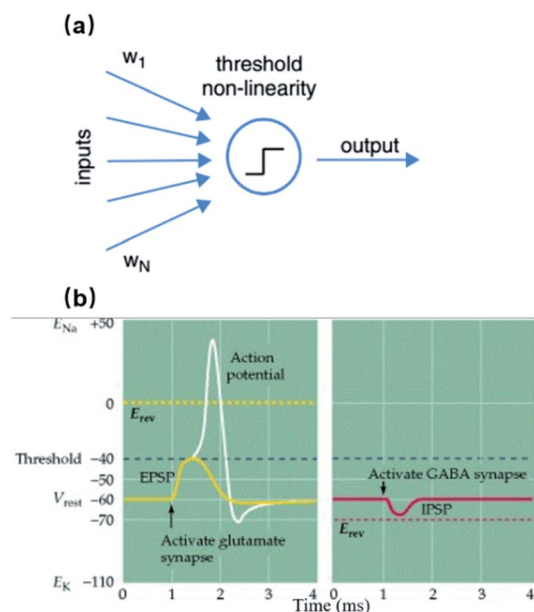 (a)
w1
threshold
non-linearity
inputs
output
wN
(b)
ENa +50
Action
potential
0
Erev
Threshold −40
EPSP
−50
Vrest −60
−70
Activate glutamate
synapse
EK −110
0 1 2 3 4
Activate GABA synapse
IPSP
Erev
0 1 2 3 4
Time (ms)